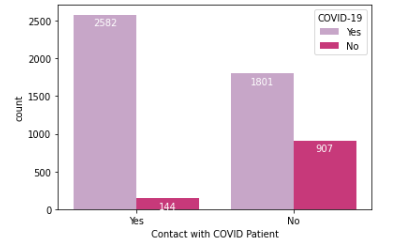 2500
2000
1500
1000
500
0
count
COVID-19
Yes
No
2582
144
1801
907
Yes
No
Contact with COVID Patient